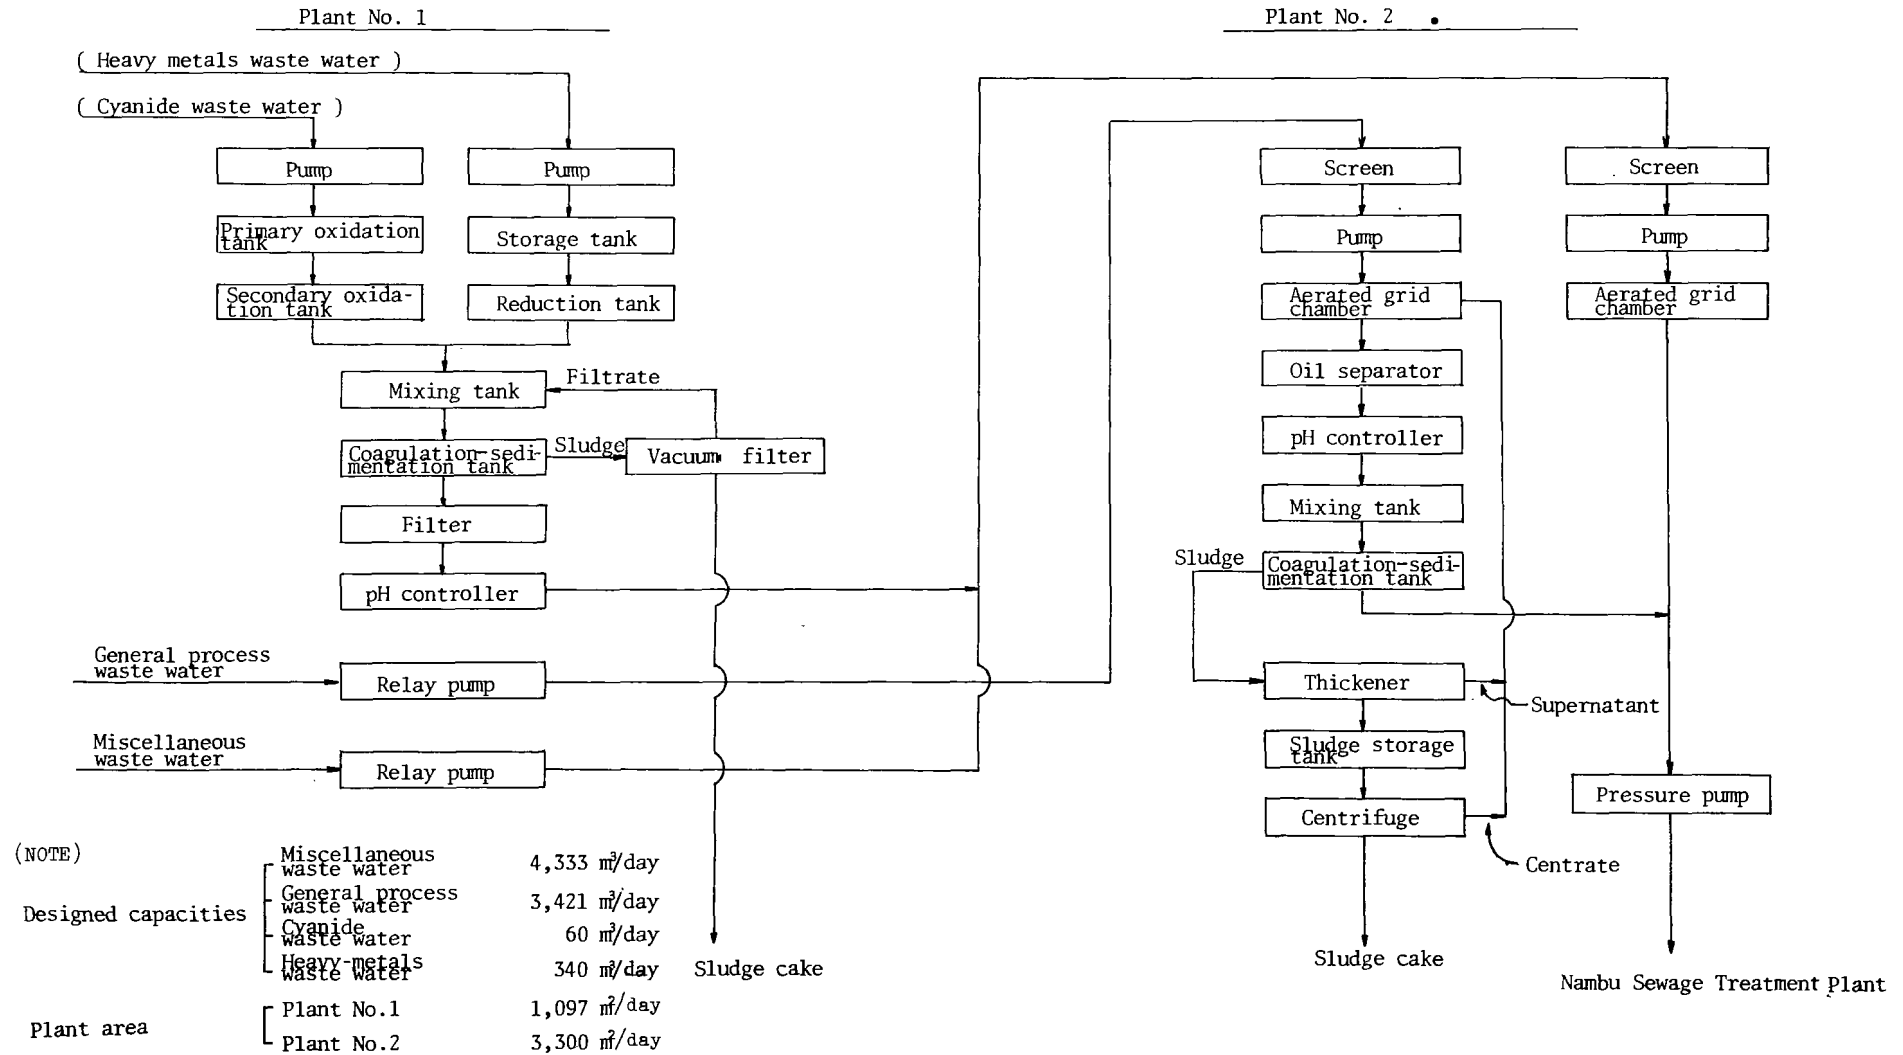 Plant No. 1
( Heavy metals waste water )
( Cyanide waste water )
Pump
Pump
Primary oxidation
tank
Storage tank
Secondary oxida-
tion tank
Reduction tank
Mixing tank
Filtrate
Coagulation-sedi-
mentation tank
Sludge
Vacuum filter
Filter
pH controller
General process
waste water
Relay pump
Miscellaneous
waste water
Relay pump
Sludge cake
Plant No. 2
Screen
Screen
Pump
Pump
Aerated grid
chamber
Aerated grid
chamber
Oil separator
pH controller
Mixing tank
Sludge
Coagulation-sedi-
mentation tank
Thickener
Supernatant
Sludge storage
tank
Centrifuge
Pressure pump
Centrate
Sludge cake
Nambu Sewage Treatment Plant
(NOTE)
Designed capacities
Miscellaneous
waste water 4,333 m³/day
General process
waste water 3,421 m³/day
Cyanide
waste water 60 m³/day
Heavy-metals
waste water 340 m³/day
Plant area
Plant No.1 1,097 m²/day
Plant No.2 3,300 m²/day